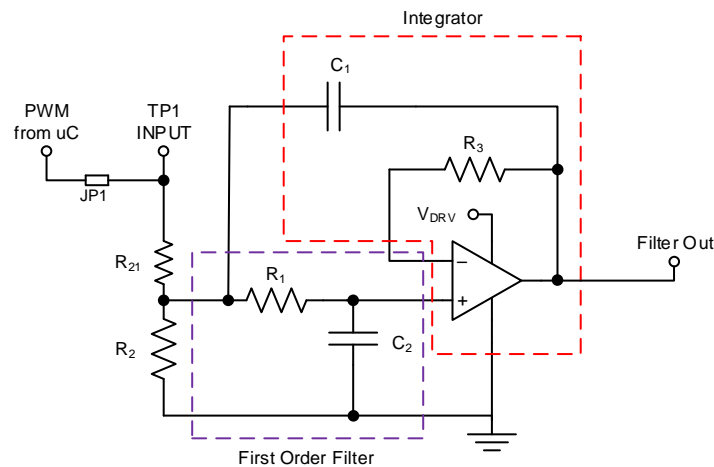 Integrator
C1
PWM
from uC
TP1
INPUT
R3
JP1
VDRV
Filter Out
R21
−
R1
+
R2
C2
First Order Filter